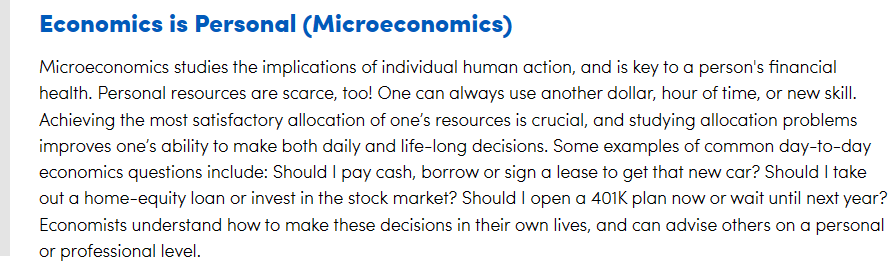 Economics is Personal (Microeconomics)
Microeconomics studies the implications of individual human action, and is key to a person's financial
health. Personal resources are scarce, too! One can always use another dollar, hour of time, or new skill.
Achieving the most satisfactory allocation of one's resources is crucial, and studying allocation problems
improves one's ability to make both daily and life-long decisions. Some examples of common day-to-day
economics questions include: Should I pay cash, borrow or sign a lease to get that new car? Should I take
out a home-equity loan or invest in the stock market? Should I open a 401K plan now or wait until next year?
Economists understand how to make these decisions in their own lives, and can advise others on a personal
or professional level.